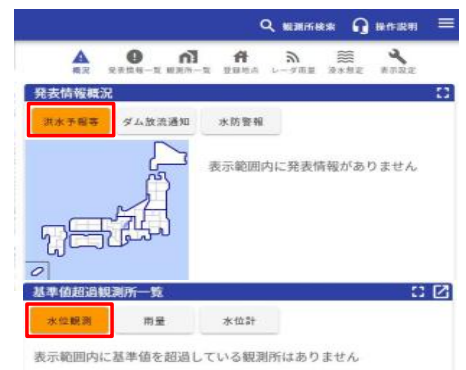 観測所検索 操作説明
概況 発表情報一覧 観測所一覧 登録地点 レーダ雨量 浸水想定 表示設定
発表情報概況
洪水予報等 ダム放流通知 水防警報
表示範囲内に発表情報がありません
基準値超過観測所一覧
水位観測 雨量 水位計
表示範囲内に基準値を超過している観測所はありません